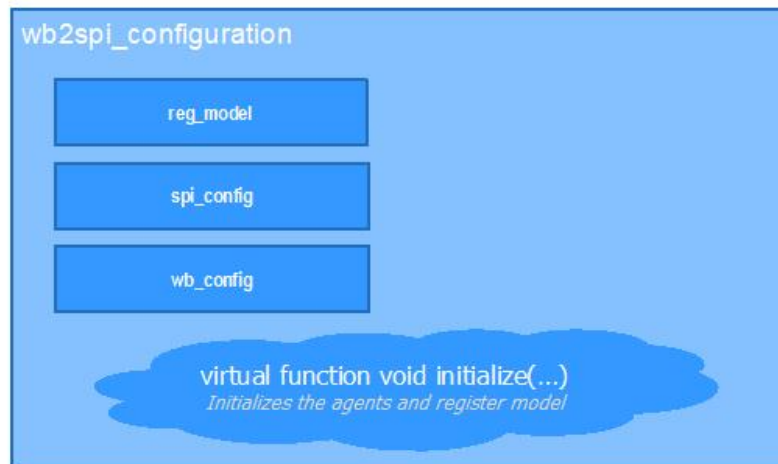 wb2spi_configuration
reg_model
spi_config
wb_config
virtual function void initialize(...)
Initializes the agents and register model